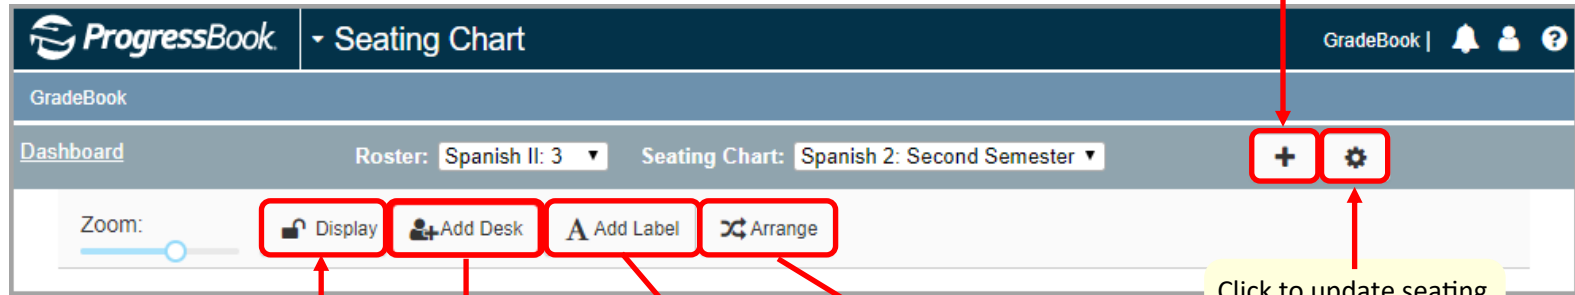 ProgressBook. Seating Chart GradeBook |
GradeBook
Dashboard Roster: Spanish II: 3 Seating Chart: Spanish 2: Second Semester
Zoom: Display Add Desk A Add Label Arrange
Click to update seating